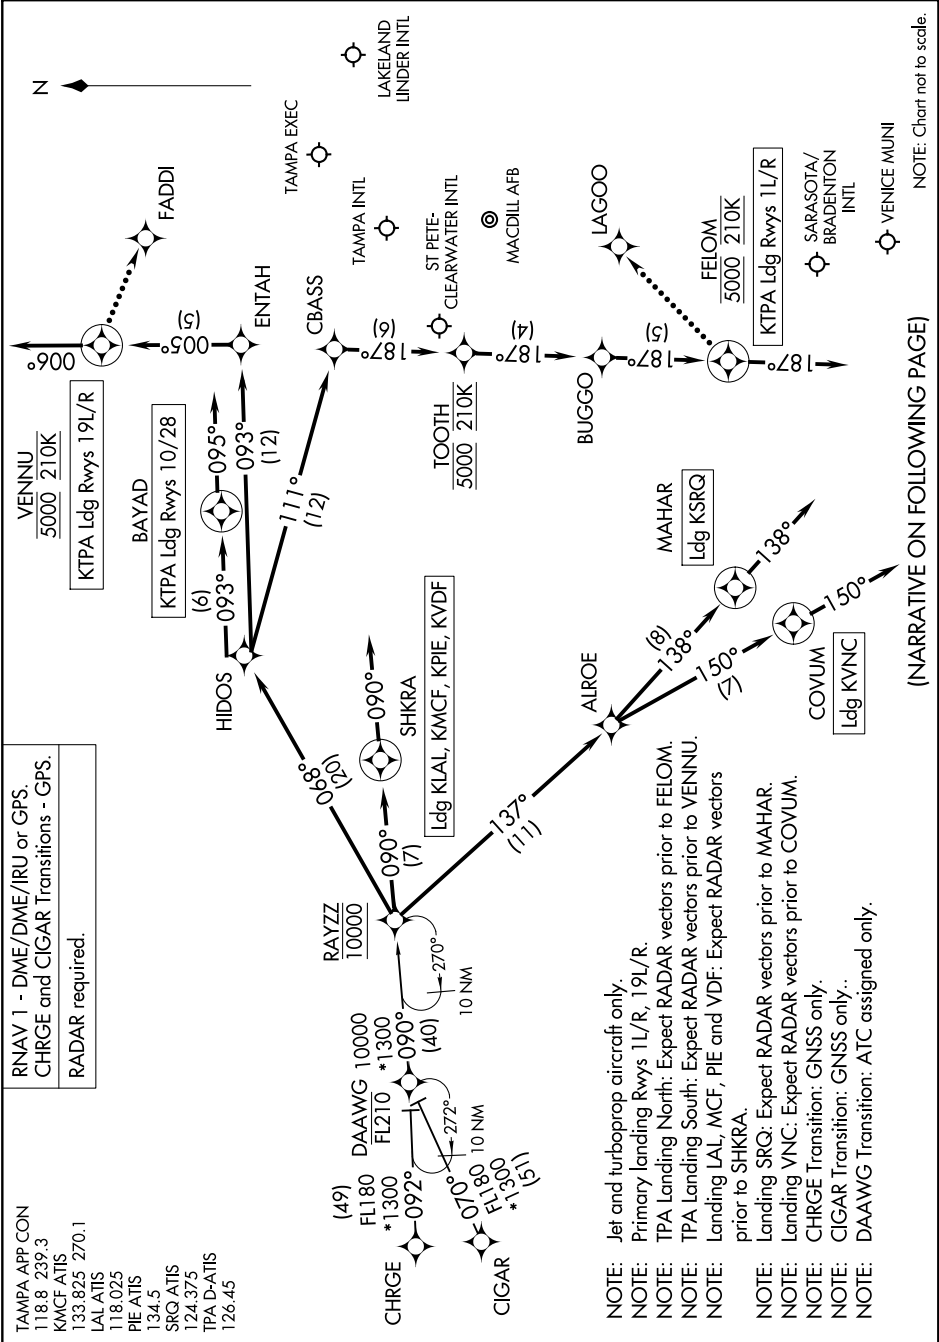 TAMPA APP CON
118.8 239.3
KMCF ATIS
133.825 270.1
LAL ATIS
118.025
PIE ATIS
134.5
SRQ ATIS
124.375
TPA D-ATIS
126.45
RNAV 1 - DME/DME/IRU or GPS.
CHRGE and CIGAR Transitions - GPS.
RADAR required.
N
VENNU
5000 210K
KTPA Ldg Rwys 19L/R
006°
FADDI
005°
(5)
ENTAH
BAYAD
KTPA Ldg Rwys 10/28
(6)
093°
095°
093°
(12)
HIDOS
111°
(12)
CBASS
187°
(6)
TOOTH
5000 210K
187°
(4)
BUGGO
187°
(5)
FELOM
5000 210K
KTPA Ldg Rwys 1L/R
187°
LAGOO
TAMPA EXEC
LAKELAND
LINDER INTL
TAMPA INTL
ST PETE-
CLEARWATER INTL
MACDILL AFB
SARASOTA/
BRADENTON
INTL
VENICE MUNI
068°
(20)
SHKRA
090°
Ldg KLAL, KMCF, KPIE, KVDF
090°
(7)
RAYZZ
10000
270°
10 NM
137°
(11)
ALROE
(8)
138°
MAHAR
Ldg KSRQ
138°
150°
(7)
COVUM
Ldg KVNC
150°
10000
*1300
090°
(40)
DAAWG
FL210
272°
10 NM
(49)
FL180
*1300
092°
CHRGE
070°
FL180
*1300
(51)
CIGAR
NOTE: Jet and turboprop aircraft only.
NOTE: Primary landing Rwys 1L/R, 19L/R.
NOTE: TPA Landing North: Expect RADAR vectors prior to FELOM.
NOTE: TPA Landing South: Expect RADAR vectors prior to VENNU.
NOTE: Landing LAL, MCF, PIE and VDF: Expect RADAR vectors
prior to SHKRA.
NOTE: Landing SRQ: Expect RADAR vectors prior to MAHAR.
NOTE: Landing VNC: Expect RADAR vectors prior to COVUM.
NOTE: CHRGE Transition: GNSS only.
NOTE: CIGAR Transition: GNSS only..
NOTE: DAAWG Transition: ATC assigned only.
(NARRATIVE ON FOLLOWING PAGE)
NOTE: Chart not to scale.